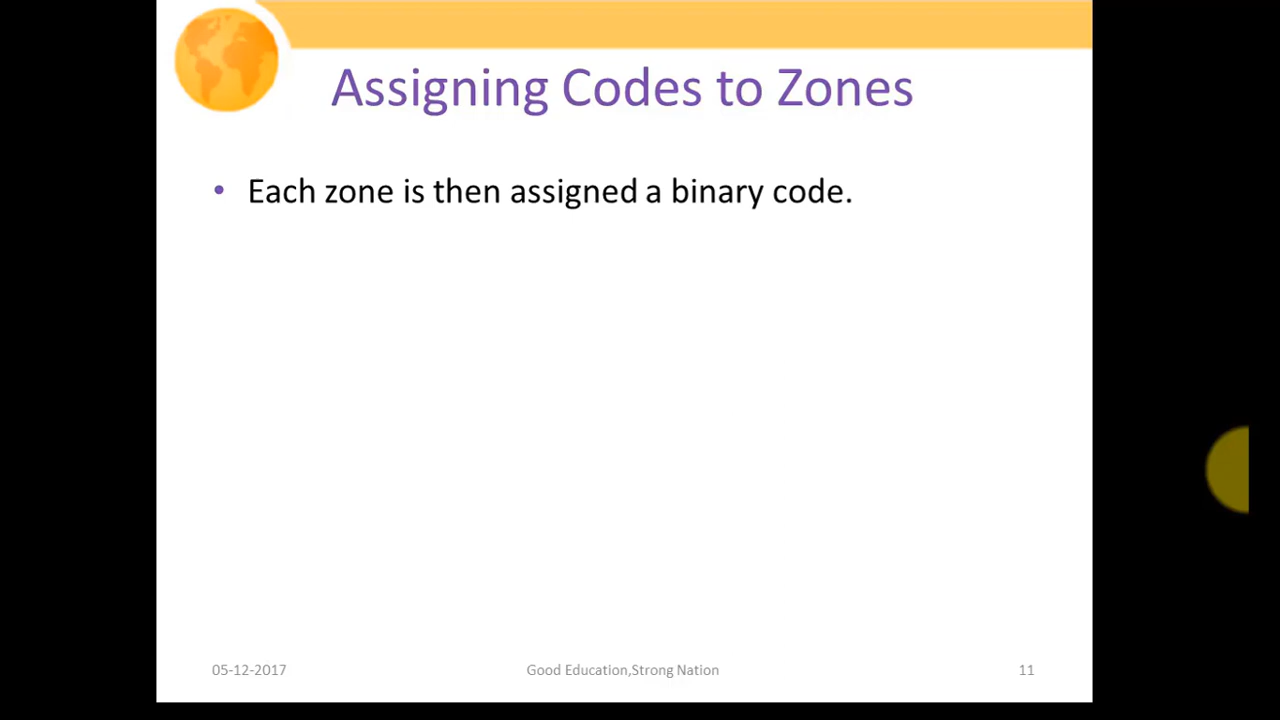 Assigning Codes to Zones
• Each zone is then assigned a binary code.
05-12-2017 Good Education,Strong Nation 11